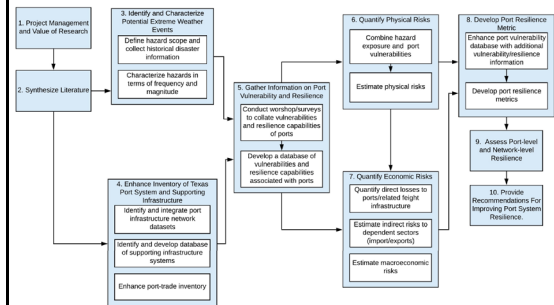 1. Project Management
and Value of Research
2. Synthesize Literature
3. Identify and Characterize
Potential Extreme Weather
Events
Define hazard scope and
collect historical disaster
information
Characterize hazards in
terms of frequency and
magnitude
4. Enhance Inventory of Texas
Port System and Supporting
Infrastructure
Identify and integrate port
infrastructure network
datasets
Identify and develop database
of supporting infrastructure
systems
Enhance port-trade inventory
5. Gather Information on Port
Vulnerability and Resilience
Conduct worshop/surveys
to collate vulnerabilities
and resilience capabilities
of ports
Develop a database of
vulnerabilities and
resilience capabilities
associated with ports
6. Quantify Physical Risks
Combine hazard
exposure and port
vulnerabilities
Estimate physical risks
7. Quantify Economic Risks
Quantify direct losses to
ports/related feight
infrastructure
Estimate indirect risks to
dependent sectors
(import/exports)
Estimate macroeconomic
risks
8. Develop Port Resilience
Metric
Enhance port vulnerability
database with additional
vulnerability/resilience
information
Develop port resilience
metrics
9. Assess Port-level
and Network-level
Resilience
10. Provide
Recommendations For
Improving Port System
Resilience.